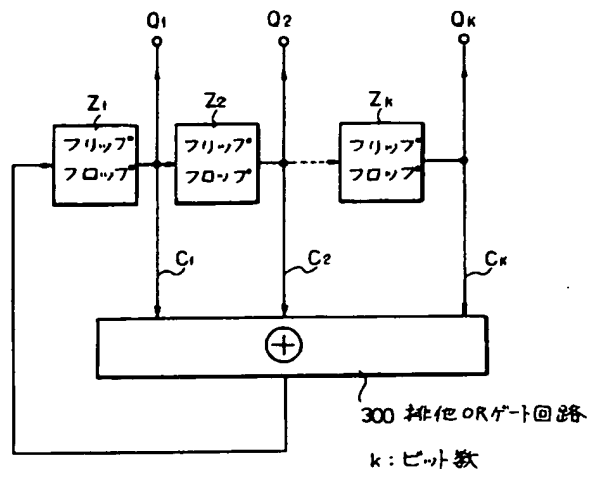 Q1 Q2 QK
Z1 Z2 Zk
フリップ フリップ フリップ
フロップ フロップ フロップ
C1 C2 CK
300 排他ORゲート回路
k:ビット数